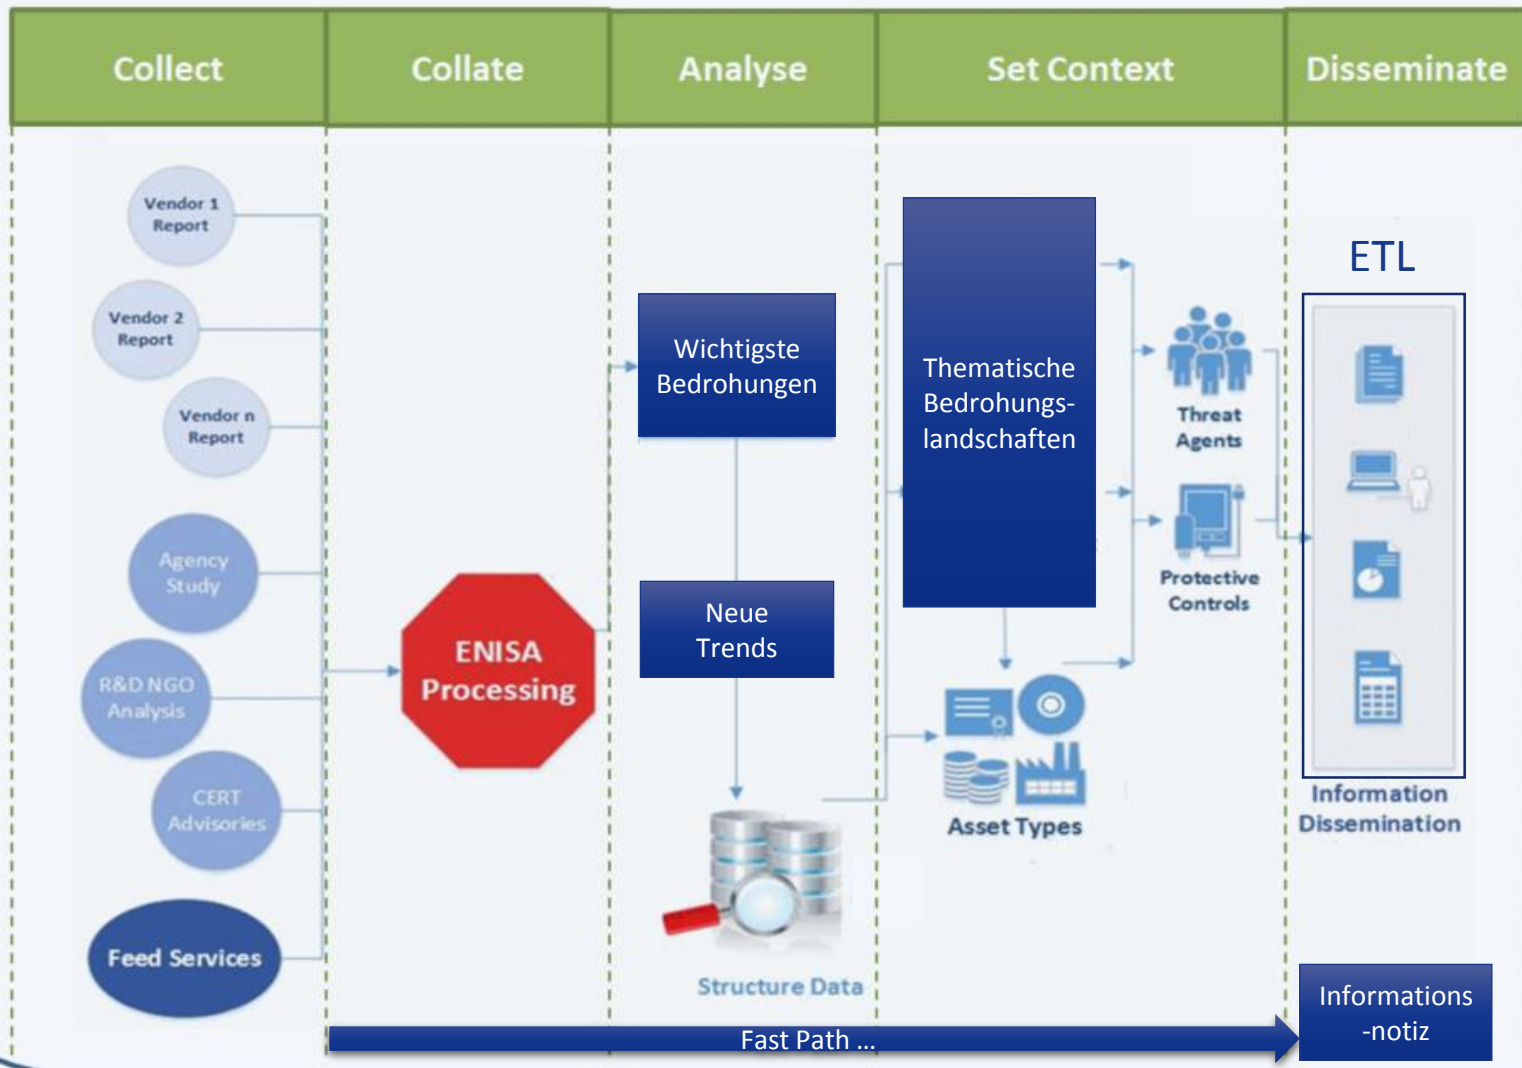 Collect
Collate
Analyse
Set Context
Disseminate
Vendor 1
Report
Vendor 2
Report
Vendor n
Report
Agency
Study
R&D NGO
Analysis
CERT
Advisories
Feed Services
ENISA
Processing
Wichtigste
Bedrohungen
Neue
Trends
Structure Data
Thematische
Bedrohungs-
landschaften
Threat
Agents
Protective
Controls
Asset Types
ETL
Information
Dissemination
Informations
-notiz
Fast Path ...